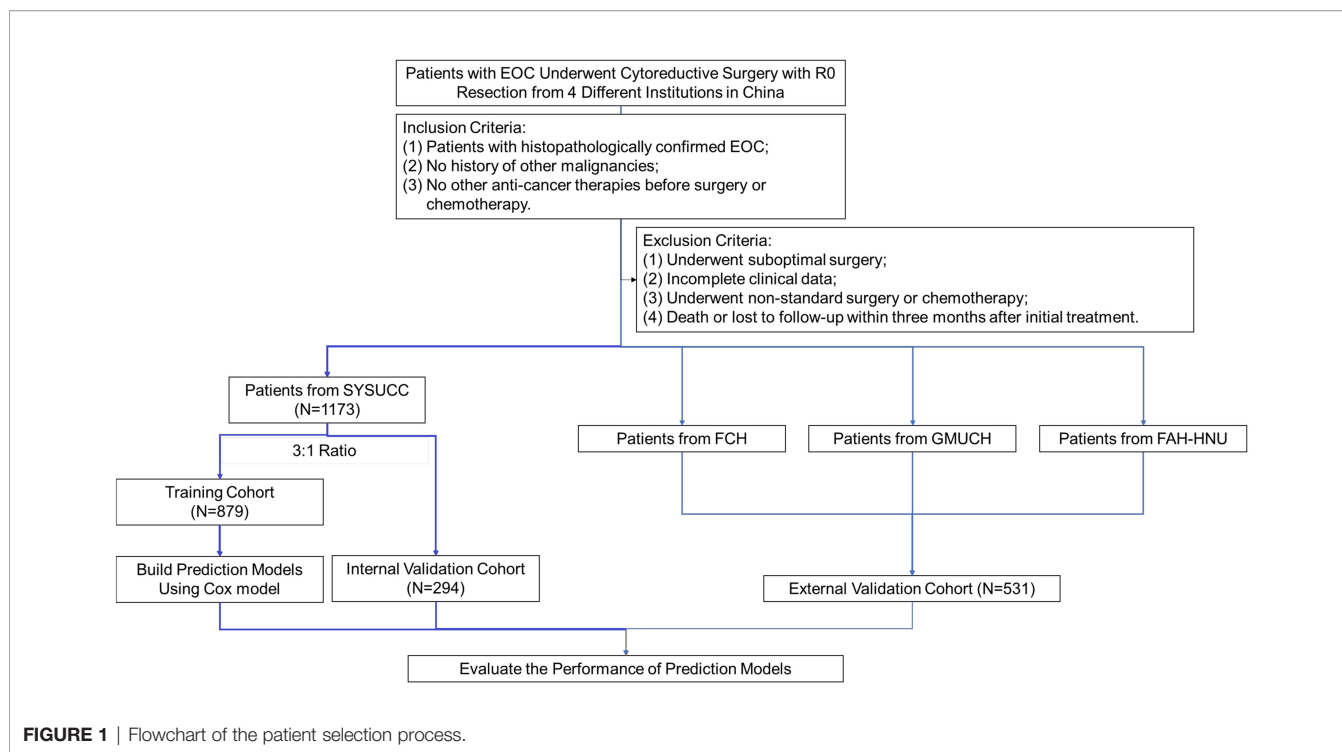 Patients with EOC Underwent Cytoreductive Surgery with R0
Resection from 4 Different Institutions in China
Inclusion Criteria:
(1) Patients with histopathologically confirmed EOC;
(2) No history of other malignancies;
(3) No other anti-cancer therapies before surgery or
chemotherapy.
Exclusion Criteria:
(1) Underwent suboptimal surgery;
(2) Incomplete clinical data;
(3) Underwent non-standard surgery or chemotherapy;
(4) Death or lost to follow-up within three months after initial treatment.
Patients from SYSUCC
(N=1173)
Patients from FCH
Patients from GMUCH
Patients from FAH-HNU
3:1 Ratio
Training Cohort
(N=879)
Build Prediction Models
Using Cox model
Internal Validation Cohort
(N=294)
External Validation Cohort (N=531)
Evaluate the Performance of Prediction Models
FIGURE 1 | Flowchart of the patient selection process.